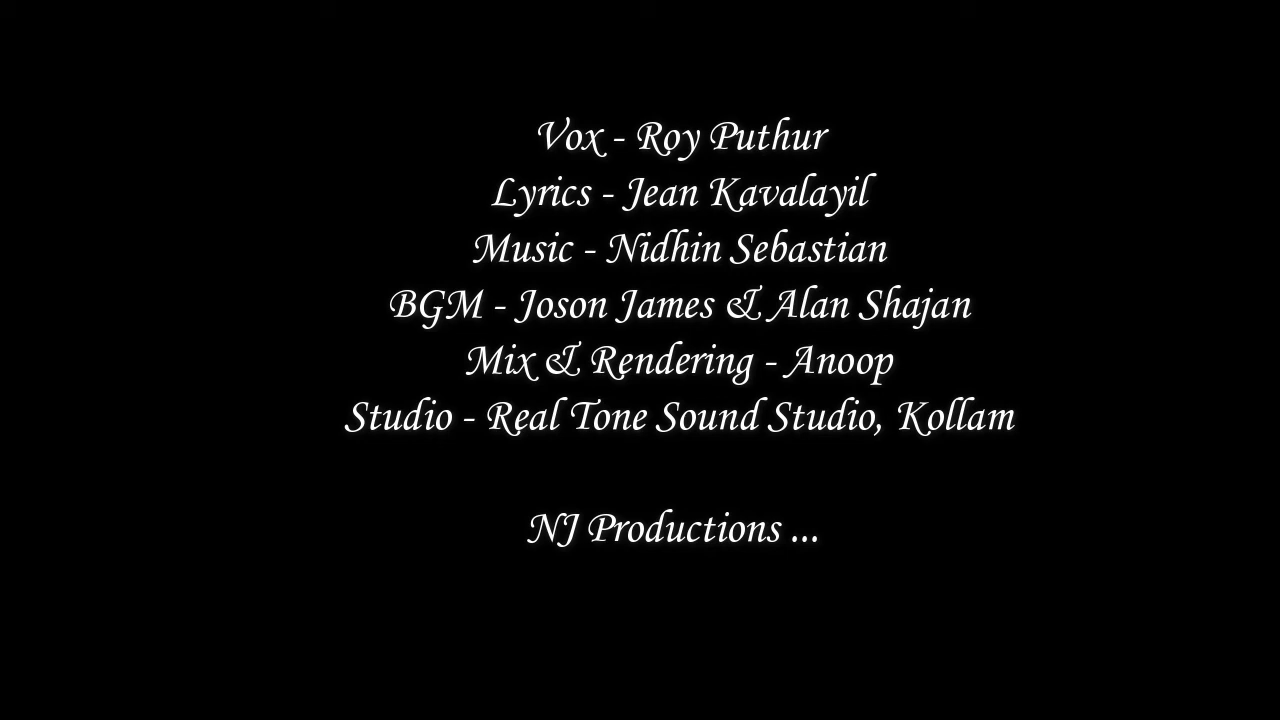 Vox - Roy Puthur
Lyrics - Jean Kavalayil
Music - Nidhin Sebastian
BGM - Joson James & Alan Shajan
Mix & Rendering - Anoop
Studio - Real Tone Sound Studio, Kollam
NJ Productions ...